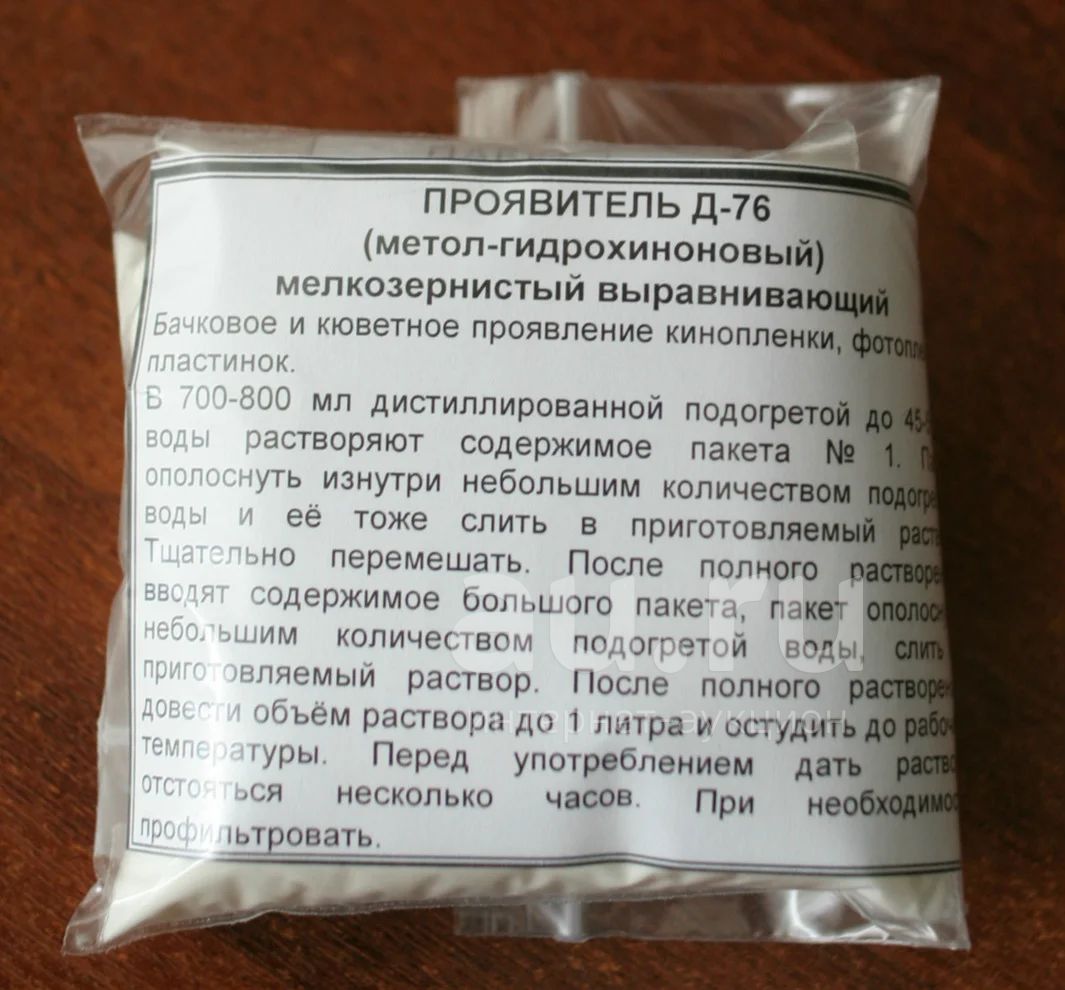 ПРОЯВИТЕЛЬ Д-76
(метол-гидрохиноновый)
мелкозернистый выравнивающий
Бачковое и кюветное проявление кинопленки,
пластинок.
В 700-800 мл дистиллированной подогретой до
воды растворяют содержимое пакета № 1.
ополоснуть изнутри небольшим количеством
воды и её тоже слить в приготовляемый
Тщательно перемешать. После полного
вводят содержимое большого пакета, пакет
небольшим количеством подогретой воды, слить
приготовляемый раствор. После полного
довести объём раствора до 1 литра и остудить до
температуры. Перед употреблением дать
отстояться несколько часов. При
профильтровать.
au.ru
интернет-аукцион